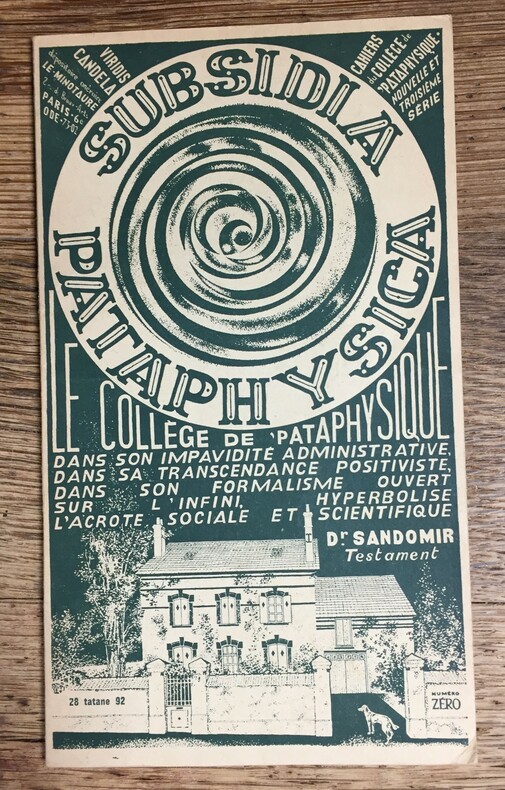 VIRIDIS
CANDELA
dépositaire
LE-MINOTAURE
PARIS·6e
ODE·73·02
CAHIERS
du COLLÈGE de
'PATAPHYSIQUE·
NOUVELLE ET
TROISIÈME
SÉRIE
SUBSIDIA
PATAPHYSICA
LE COLLÈGE DE 'PATAPHYSIQUE
DANS SON IMPAVIDITÉ ADMINISTRATIVE,
DANS SA TRANSCENDANCE POSITIVISTE,
DANS SON FORMALISME OUVERT
SUR L'INFINI, HYPERBOLISE
L'ACROTE SOCIALE ET SCIENTIFIQUE
Dr SANDOMIR
Testament
28 tatane 92
NUMÉRO
ZÉRO